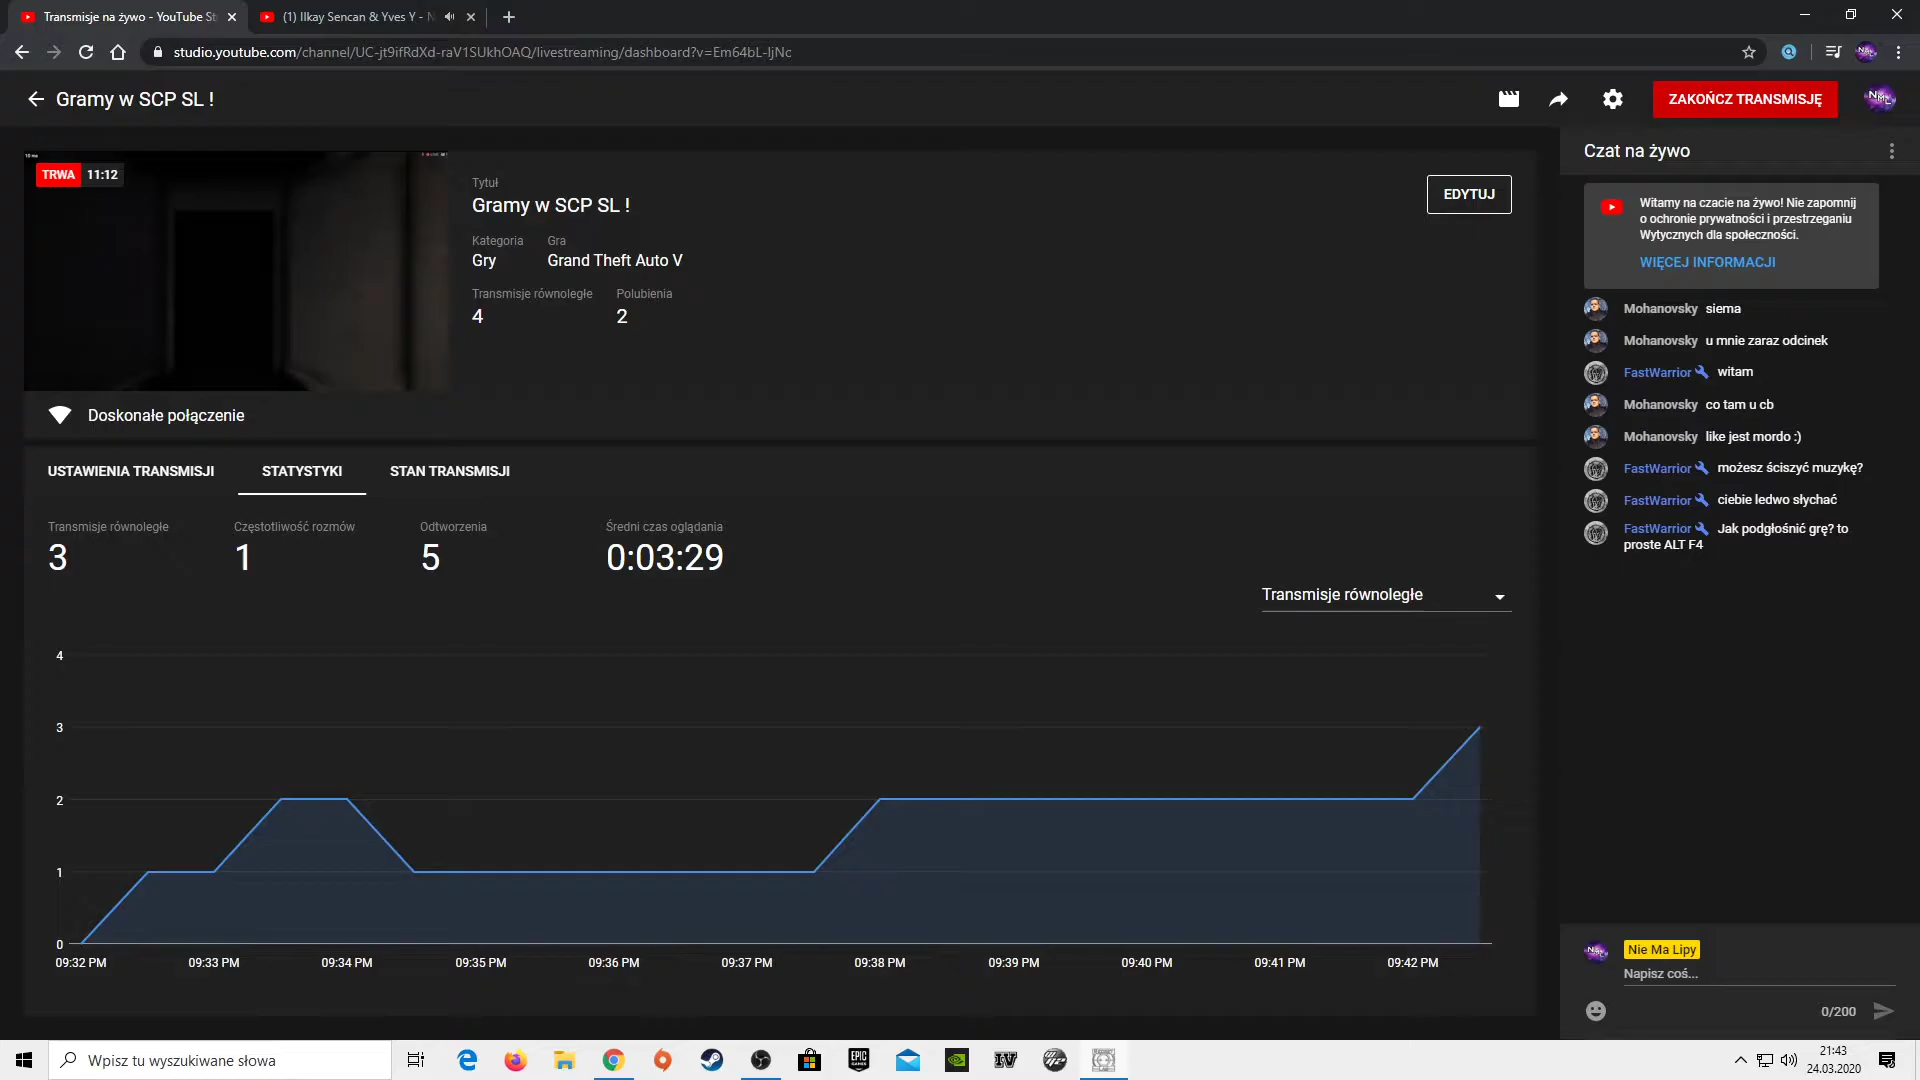 Transmisje na żywo - YouTube St
(1) Ilkay Sencan & Yves Y - N
studio.youtube.com/channel/UC-jt9ifRdXd-raV1SUkhOAQ/livestreaming/dashboard?v=Em64bL-ljNc
Gramy w SCP SL !
ZAKOŃCZ TRANSMISJĘ
TRWA 11:12
Tytuł
Gramy w SCP SL !
EDYTUJ
Kategoria Gra
Gry Grand Theft Auto V
Transmisje równoległe Polubienia
4 2
Doskonałe połączenie
USTAWIENIA TRANSMISJI STATYSTYKI STAN TRANSMISJI
Transmisje równoległe Częstotliwość rozmów Odtworzenia Średni czas oglądania
3 1 5 0:03:29
Transmisje równoległe
4
3
2
1
0
09:32 PM 09:33 PM 09:34 PM 09:35 PM 09:36 PM 09:37 PM 09:38 PM 09:39 PM 09:40 PM 09:41 PM 09:42 PM
Czat na żywo
Witamy na czacie na żywo! Nie zapomnij
o ochronie prywatności i przestrzeganiu
Wytycznych dla społeczności.
WIĘCEJ INFORMACJI
Mohanovsky siema
Mohanovsky u mnie zaraz odcinek
FastWarrior witam
Mohanovsky co tam u cb
Mohanovsky like jest mordo :)
FastWarrior możesz ściszyć muzykę?
FastWarrior ciebie ledwo słychać
FastWarrior Jak podgłośnić grę? to
proste ALT F4
Nie Ma Lipy
Napisz coś...
0/200
Wpisz tu wyszukiwane słowa
EPIC
GAMES
IV
21:43
24.03.2020